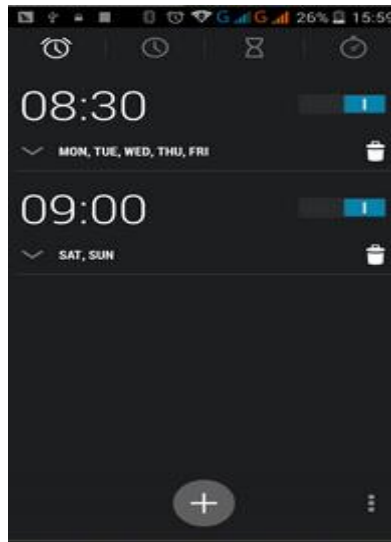 G G 26% 15:59
08:30
MON, TUE, WED, THU, FRI
09:00
SAT, SUN